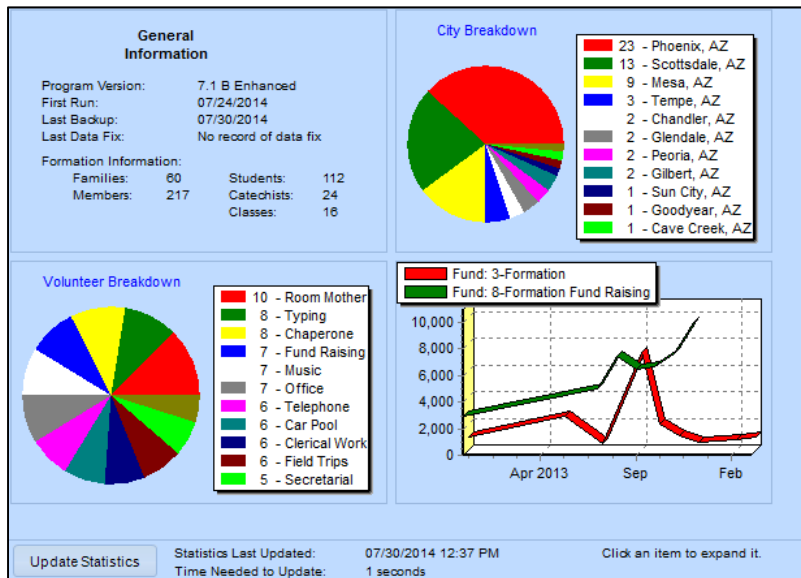 General
Information
Program Version: 7.1 B Enhanced
First Run: 07/24/2014
Last Backup: 07/30/2014
Last Data Fix: No record of data fix
Formation Information:
Families: 60 Students: 112
Members: 217 Catechists: 24
Classes: 16
City Breakdown
23 - Phoenix, AZ
13 - Scottsdale, AZ
9 - Mesa, AZ
3 - Tempe, AZ
2 - Chandler, AZ
2 - Glendale, AZ
2 - Peoria, AZ
2 - Gilbert, AZ
1 - Sun City, AZ
1 - Goodyear, AZ
1 - Cave Creek, AZ
Volunteer Breakdown
10 - Room Mother
8 - Typing
8 - Chaperone
7 - Fund Raising
7 - Music
7 - Office
6 - Telephone
6 - Car Pool
6 - Clerical Work
6 - Field Trips
5 - Secretarial
Fund: 3-Formation
Fund: 8-Formation Fund Raising
10,000
8,000
6,000
4,000
2,000
0
Apr 2013 Sep Feb
Update Statistics
Statistics Last Updated: 07/30/2014 12:37 PM Click an item to expand it.
Time Needed to Update: 1 seconds